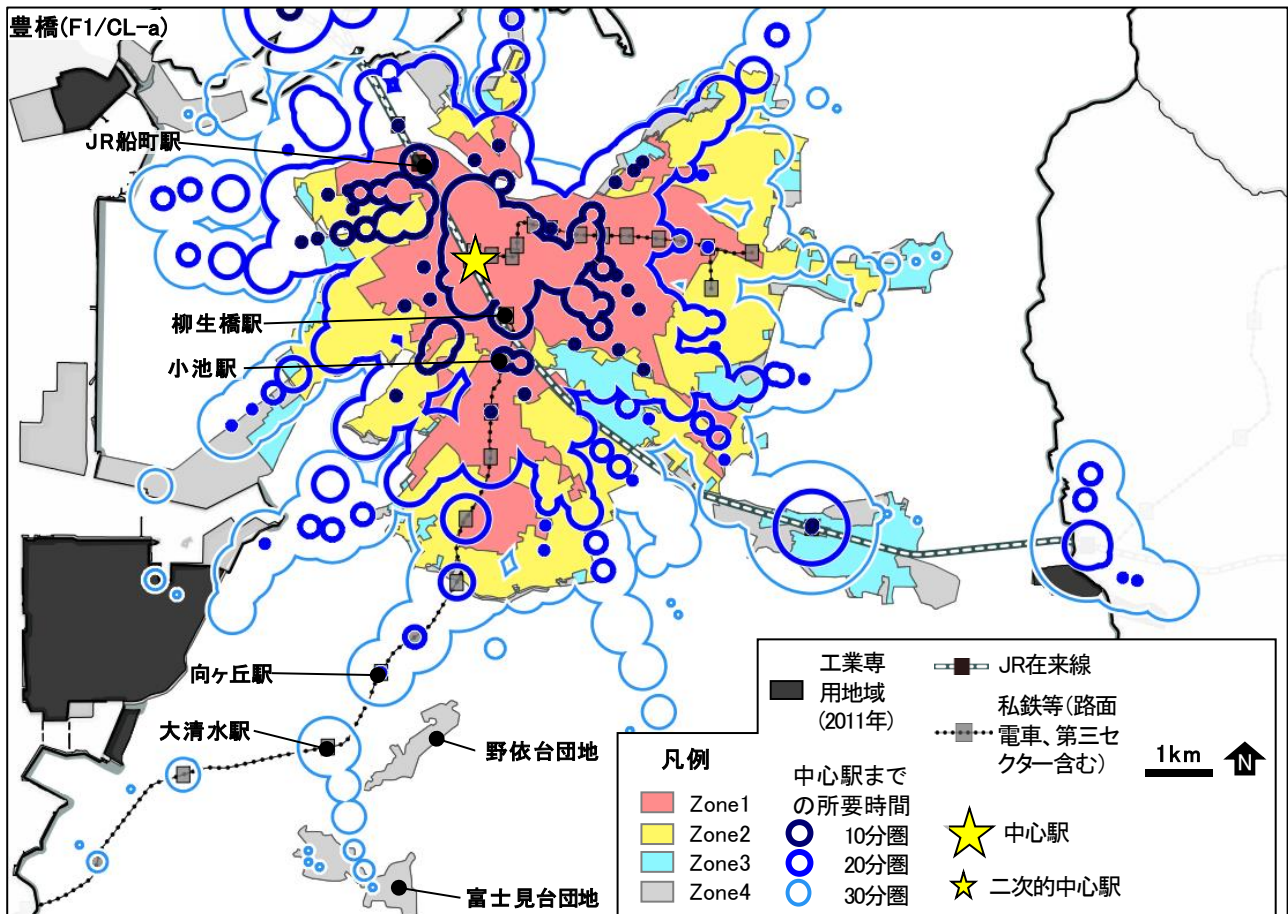 豊橋(F1/CL-a)
JR船町駅
柳生橋駅
小池駅
向ヶ丘駅
大清水駅
野依台団地
富士見台団地
工業専
用地域
(2011年)
JR在来線
私鉄等(路面
電車、第三セ
クター含む)
1km
N
凡例
Zone1
Zone2
Zone3
Zone4
中心駅まで
の所要時間
10分圏
20分圏
30分圏
中心駅
二次的中心駅